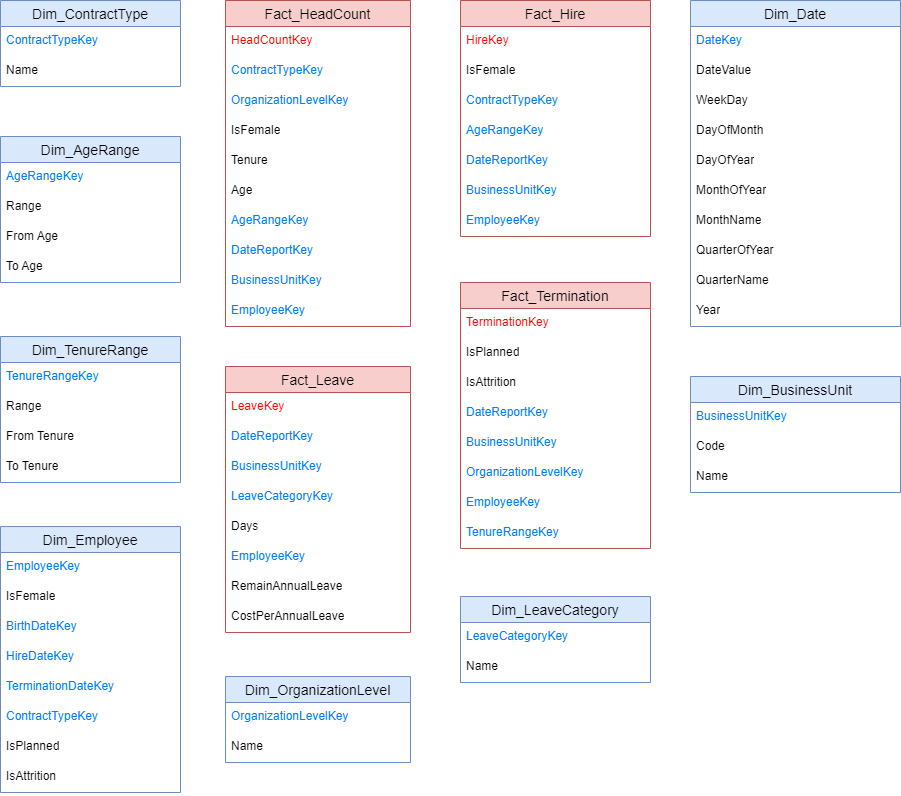 Dim_ContractType
ContractTypeKey
Name
Dim_AgeRange
AgeRangeKey
Range
From Age
To Age
Dim_TenureRange
TenureRangeKey
Range
From Tenure
To Tenure
Dim_Employee
EmployeeKey
IsFemale
BirthDateKey
HireDateKey
TerminationDateKey
ContractTypeKey
IsPlanned
IsAttrition
Fact_HeadCount
HeadCountKey
ContractTypeKey
OrganizationLevelKey
IsFemale
Tenure
Age
AgeRangeKey
DateReportKey
BusinessUnitKey
EmployeeKey
Fact_Leave
LeaveKey
DateReportKey
BusinessUnitKey
LeaveCategoryKey
Days
EmployeeKey
RemainAnnualLeave
CostPerAnnualLeave
Dim_OrganizationLevel
OrganizationLevelKey
Name
Fact_Hire
HireKey
IsFemale
ContractTypeKey
AgeRangeKey
DateReportKey
BusinessUnitKey
EmployeeKey
Fact_Termination
TerminationKey
IsPlanned
IsAttrition
DateReportKey
BusinessUnitKey
OrganizationLevelKey
EmployeeKey
TenureRangeKey
Dim_LeaveCategory
LeaveCategoryKey
Name
Dim_Date
DateKey
DateValue
WeekDay
DayOfMonth
DayOfYear
MonthOfYear
MonthName
QuarterOfYear
QuarterName
Year
Dim_BusinessUnit
BusinessUnitKey
Code
Name